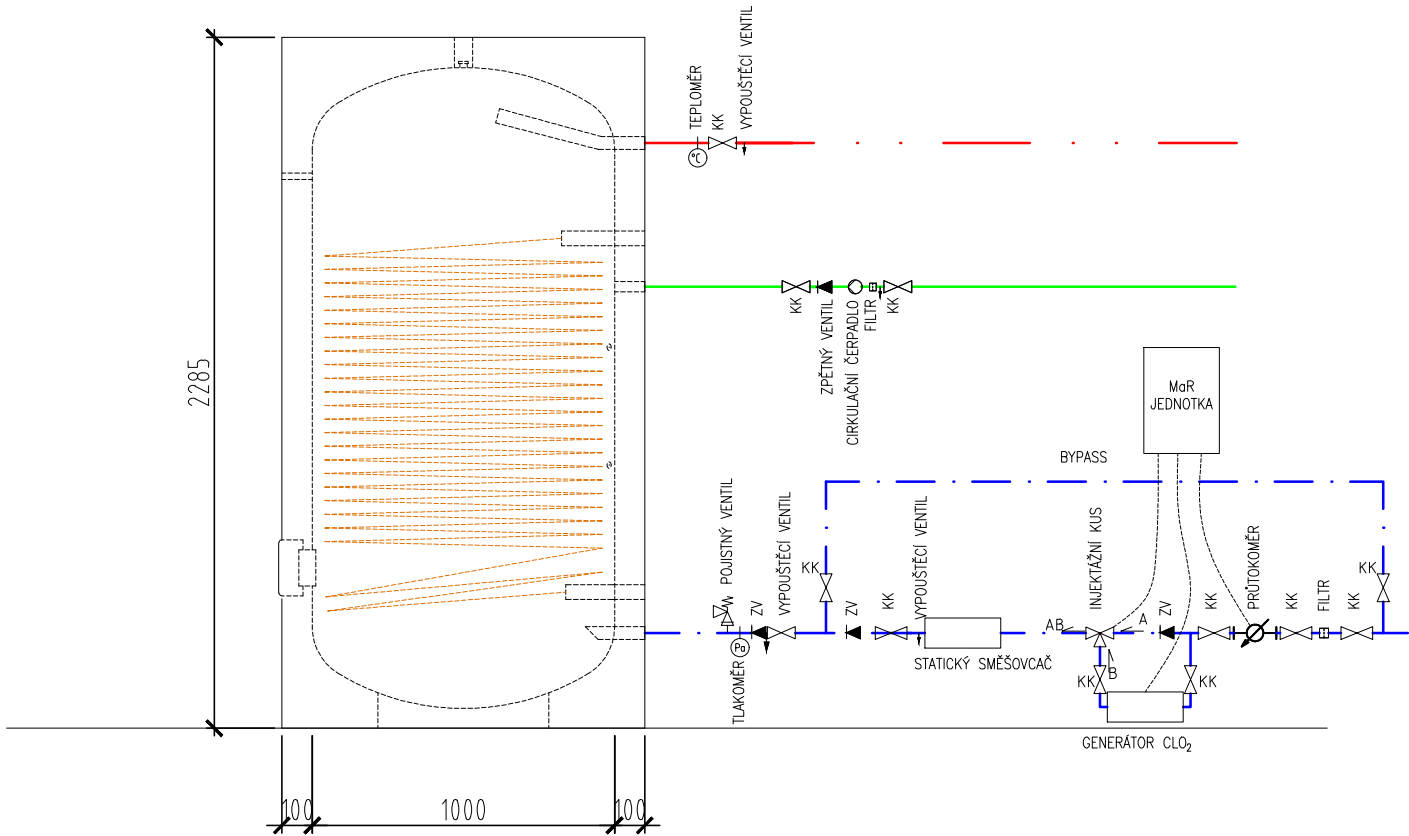 TEPLOMĚR
KK
VYPOUŠTĚCÍ VENTIL
°C
KK
ZPĚTNÝ VENTIL
CIRKULAČNÍ ČERPADLO
FILTR
KK
2285
MaR
JEDNOTKA
BYPASS
POJISTNÝ VENTIL
ZV
VYPOUŠTĚCÍ VENTIL
KK
ZV
KK
VYPOUŠTĚCÍ VENTIL
INJEKTÁŽNÍ KUS
ZV
KK
PRŮTOKOMĚR
KK
FILTR
KK
KK
AB
A
B
Pa
TLAKOMĚR
STATICKÝ SMĚŠOVCAČ
KK
KK
GENERÁTOR CLO₂
100
1000
100